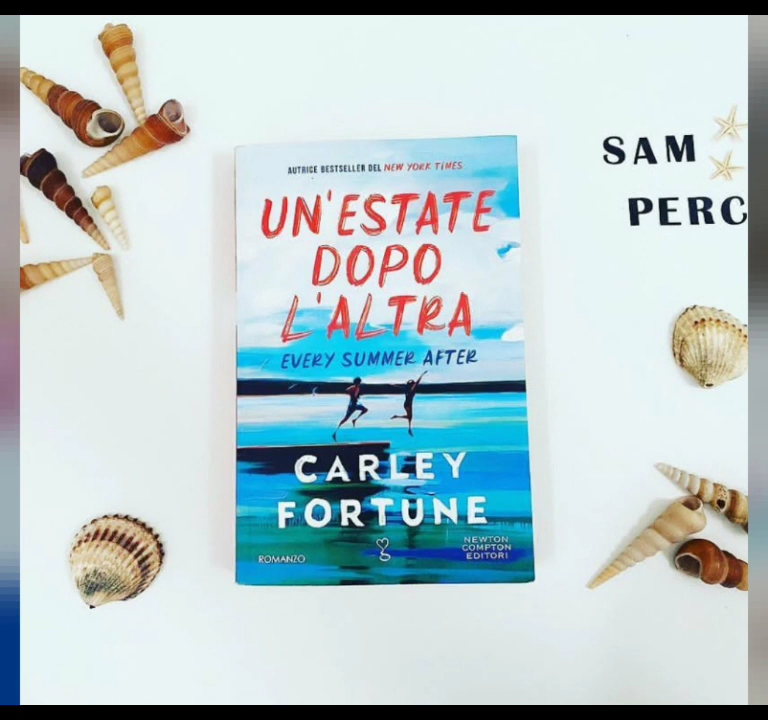 AUTRICE BESTSELLER DEL NEW YORK TIMES
UN'ESTATE
DOPO
L'ALTRA
EVERY SUMMER AFTER
CARLEY
FORTUNE
ROMANZO
NEWTON
COMPTON
EDITORI
SAM
PERC